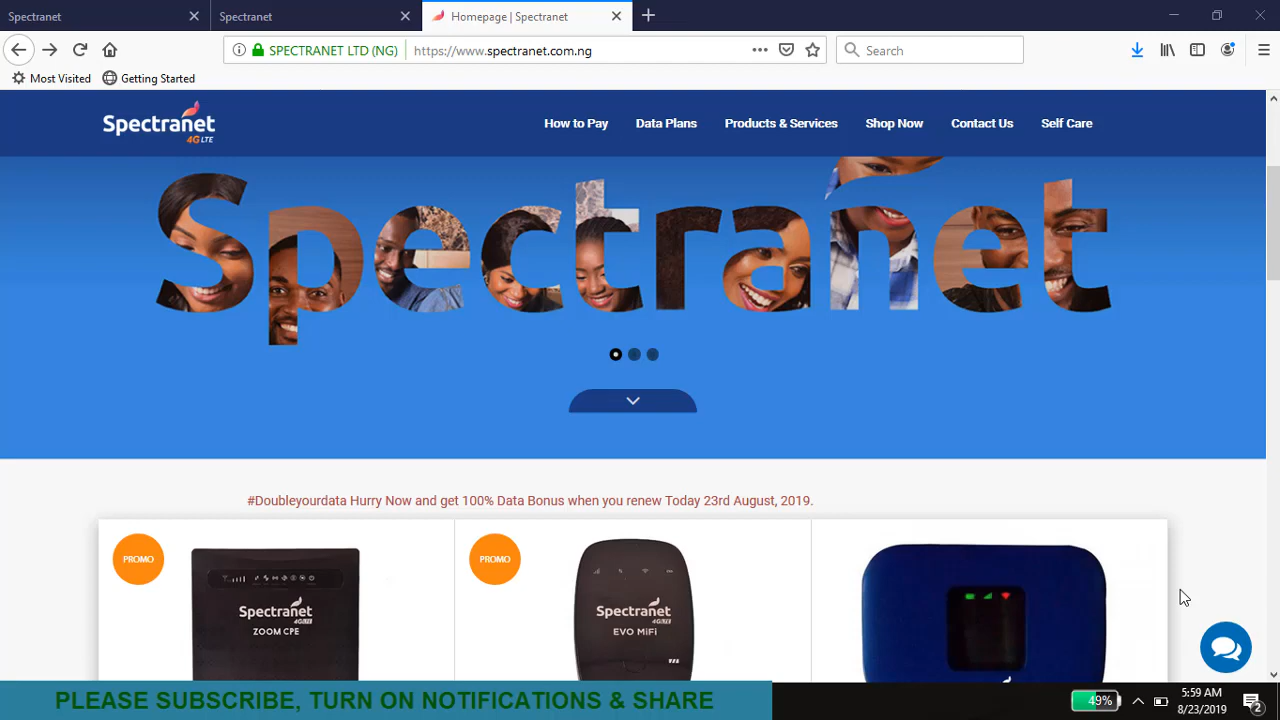 Spectranet
Spectranet
Homepage | Spectranet
SPECTRANET LTD (NG)
https://www.spectranet.com.ng
Search
Most Visited
Getting Started
Spectranet
4G LTE
How to Pay
Data Plans
Products & Services
Shop Now
Contact Us
Self Care
Spectranet
#Doubleyourdata Hurry Now and get 100% Data Bonus when you renew Today 23rd August, 2019.
PROMO
Spectranet
4G LTE
ZOOM CPE
PROMO
Spectranet
4G LTE
EVO MiFi
PLEASE SUBSCRIBE, TURN ON NOTIFICATIONS & SHARE
49%
5:59 AM
8/23/2019
2